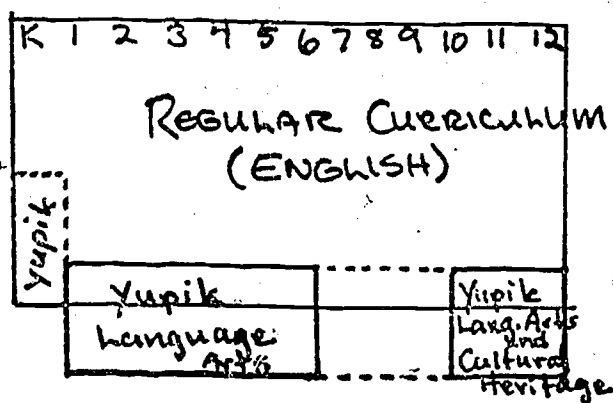 K 1 2 3 4 5 6 7 8 9 10 11 12
REGULAR CURRICULUM
(ENGLISH)
Yupik
Yupik
Language
Arts
Yupik
Lang. Arts
and
Cultural
Heritage